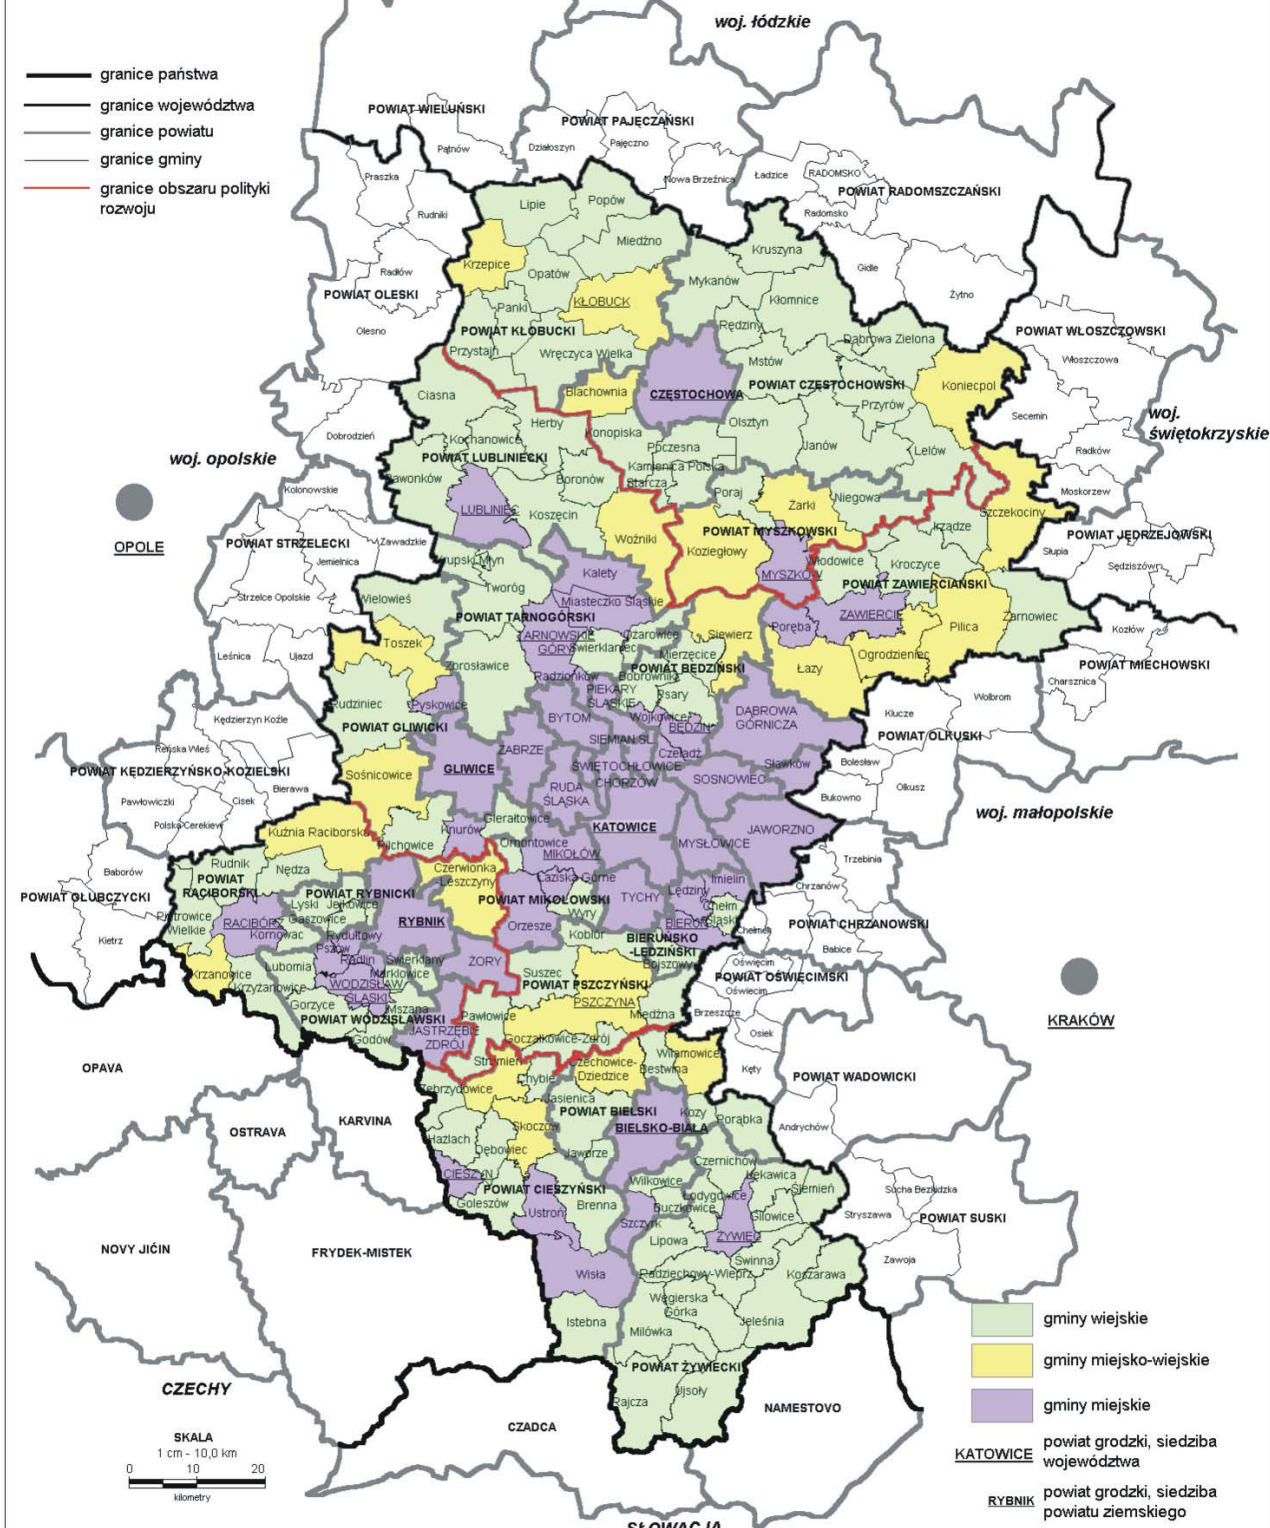 woj. łódzkie
granice państwa
granice województwa
granice powiatu
granice gminy
granice obszaru polityki
rozwoju
POWIAT WIELUŃSKI
Pątnów
POWIAT PAJĘCZAŃSKI
Działoszyn
Pajęczno
Nowa Brzeźnica
Ładzice
RADOMSKO
POWIAT RADOMSZCZAŃSKI
Radomsko
Gidle
Żytno
Praszka
Rudniki
Radłów
POWIAT OLESKI
Olesno
Dobrodzień
Lipie
Popów
Miedźno
Krzepice
Opatów
KŁOBUCK
Panki
POWIAT KŁOBUCKI
Przystajń
Wręczyca Wielka
Kruszyna
Mykanów
Kłomnice
Rędziny
Dąbrowa Zielona
Mstów
POWIAT CZĘSTOCHOWSKI
Koniecpol
Blachownia
CZĘSTOCHOWA
Przyrów
Olsztyn
Janów
Lelów
Konopiska
Poczesna
Kamienica Polska
Starcza
POWIAT WŁOSZCZOWSKI
Włoszczowa
Secemin
Radków
Moskorzew
woj.
świętokrzyskie
Ciasna
Herby
Kochanowice
POWIAT LUBLINIECKI
Pawonków
Boronów
LUBLINIEC
Koszęcin
Woźniki
woj. opolskie
OPOLE
Kolonowskie
POWIAT STRZELECKI
Zawadzkie
Jemielnica
Strzelce Opolskie
Leśnica
Ujazd
Poraj
Żarki
Niegowa
POWIAT MYSZKOWSKI
Koziegłowy
MYSZKÓW
Szczekociny
Irządze
Włodowice
Kroczyce
POWIAT ZAWIERCIAŃSKI
ZAWIERCIE
Poręba
Pilica
Żarnowiec
Ogrodzieniec
Łazy
POWIAT JĘDRZEJOWSKI
Słupia
Sędziszów
Kozłów
POWIAT MIECHOWSKI
Charsznica
Krupski Młyn
Tworóg
Kalety
Miasteczko Śląskie
POWIAT TARNOGÓRSKI
TARNOWSKIE
GÓRY
Świerklaniec
Zbrosławice
Radzionków
Ożarowice
Siewierz
Mierzęcice
POWIAT BĘDZIŃSKI
Bobrowniki
Psary
Wojkowice
BĘDZIN
Czeladź
Sławków
Wielowieś
Toszek
Rudziniec
Pyskowice
POWIAT GLIWICKI
Sośnicowice
GLIWICE
Gierałtowice
Knurów
Pilchowice
PIEKARY
ŚLĄSKIE
BYTOM
ZABRZE
SIEMIAN.ŚL.
ŚWIĘTOCHŁOWICE
CHORZÓW
RUDA
ŚLĄSKA
KATOWICE
DĄBROWA
GÓRNICZA
SOSNOWIEC
JAWORZNO
MYSŁOWICE
Wolbrom
Klucze
POWIAT OLKUSKI
Bolesław
Olkusz
Bukowno
woj. małopolskie
Kędzierzyn Koźle
Reńska Wieś
POWIAT KĘDZIERZYŃSKO-KOZIELSKI
Bierawa
Pawłowiczki
Cisek
Polska Cerekiew
Baborów
POWIAT GŁUBCZYCKI
Kietrz
Kuźnia Raciborska
Rudnik
Nędza
POWIAT
RACIBORSKI
Pietrowice
Wielkie
RACIBÓRZ
Kornowac
Krzanowice
Krzyżanowice
POWIAT RYBNICKI
Lyski
Jejkowice
Gaszowice
RYBNIK
Czerwionka
Leszczyny
Świerklany
Rydułtowy
Pszów
Radlin
Marklowice
Lubomia
WODZISŁAW
ŚLĄSKI
Gorzyce
Mszana
POWIAT WODZISŁAWSKI
Godów
JASTRZĘBIE
ZDRÓJ
ŻORY
Ornontowice
MIKOŁÓW
Łaziska Górne
POWIAT MIKOŁOWSKI
Wyry
Orzesze
TYCHY
Lędziny
Imielin
Chełm
Śląski
BIERUŃ
BIERUŃSKO
-LĘDZIŃSKI
Bojszowy
Kobiór
Suszec
POWIAT PSZCZYŃSKI
PSZCZYNA
Miedźna
Pawłowice
Goczałkowice-Zdrój
Trzebinia
Chrzanów
POWIAT CHRZANOWSKI
Babice
Chełmek
Oświęcim
POWIAT OŚWIĘCIMSKI
Oświęcim
Brzeszcze
Osiek
Kęty
KRAKÓW
POWIAT WADOWICKI
Andrychów
Strumień
Chybie
Zebrzydowice
Czechowice-
Dziedzice
Bestwina
Wilamowice
Jasienica
POWIAT BIELSKI
BIELSKO-BIAŁA
Kozy
Porąbka
Jaworze
Wilkowice
Buczkowice
Szczyrk
Skoczów
Hażlach
Dębowiec
CIESZYN
POWIAT CIESZYŃSKI
Goleszów
Brenna
Ustroń
Wisła
Istebna
Czernichów
Łękawica
Ślemień
Łodygowice
Gilowice
ŻYWIEC
Lipowa
Świnna
Radziechowy-Wieprz
Koszarawa
Węgierska
Górka
Jeleśnia
Milówka
POWIAT ŻYWIECKI
Ujsoły
Rajcza
Sucha Beskidzka
Stryszawa
POWIAT SUSKI
Zawoja
OPAVA
OSTRAVA
KARVINA
NOVY JIĆIN
FRYDEK-MISTEK
CZECHY
CZADCA
NAMESTOVO
SŁOWACJA
SKALA
1 cm - 10,0 km
0 10 20
kilometry
gminy wiejskie
gminy miejsko-wiejskie
gminy miejskie
KATOWICE powiat grodzki, siedziba
województwa
RYBNIK powiat grodzki, siedziba
powiatu ziemskiego